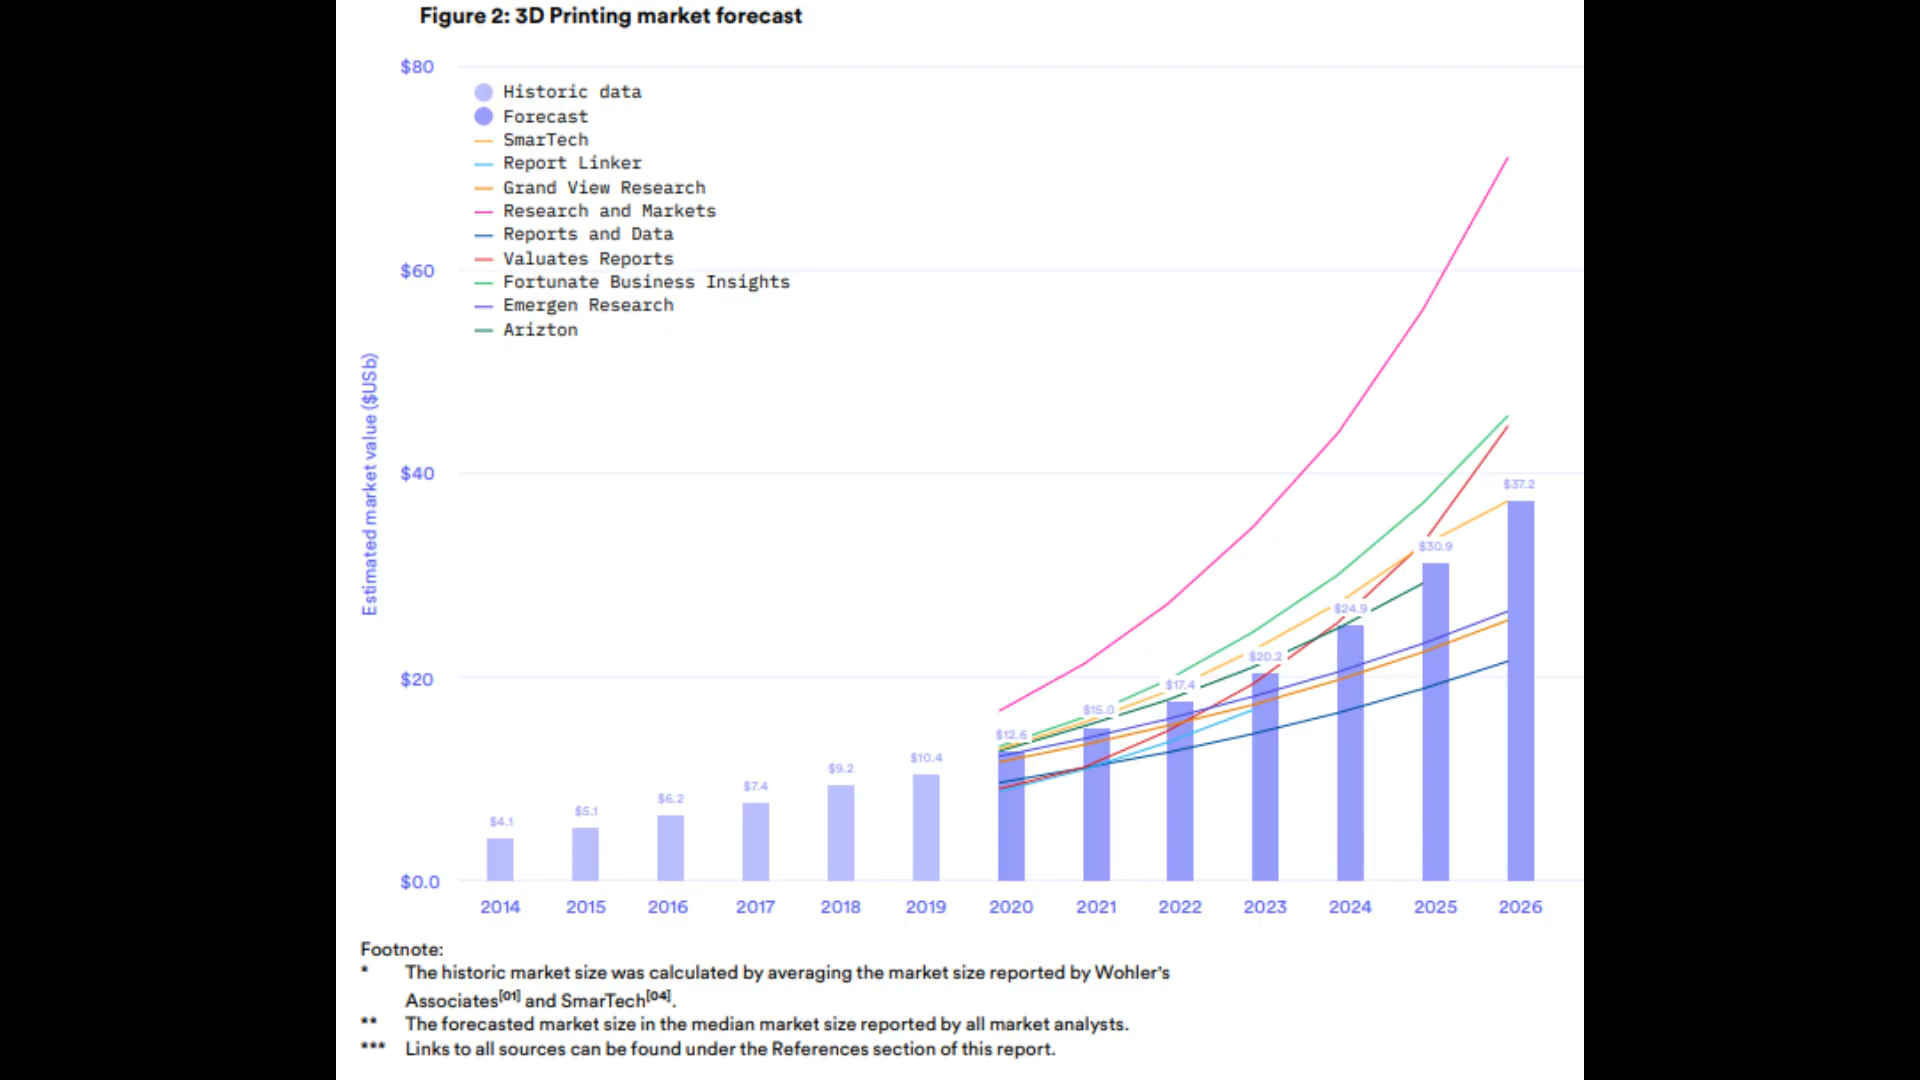 Figure 2: 3D Printing market forecast
$80
Historic data
Forecast
SmarTech
Report Linker
Grand View Research
Research and Markets
Reports and Data
Valuates Reports
Fortunate Business Insights
Emergen Research
Arizton
$60
$40
$20
$0.0
Estimated market value ($USb)
$4.1
$5.1
$6.2
$7.4
$9.2
$10.4
$12.6
$15.0
$17.4
$20.2
$24.9
$30.9
$37.2
2014 2015 2016 2017 2018 2019 2020 2021 2022 2023 2024 2025 2026
Footnote:
* The historic market size was calculated by averaging the market size reported by Wohler's
Associates[01] and SmarTech[04].
** The forecasted market size in the median market size reported by all market analysts.
*** Links to all sources can be found under the References section of this report.